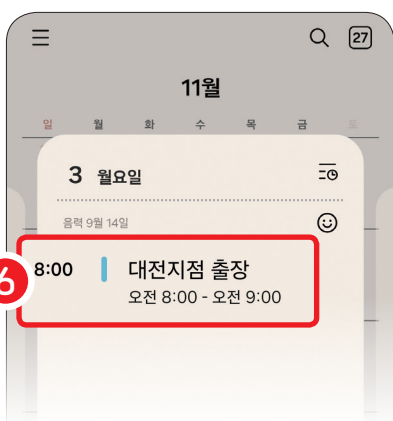 27
11월
일 월 화 수 목 금 토
3 월요일
음력 9월 14일
6
8:00 대전지점 출장
오전 8:00 - 오전 9:00